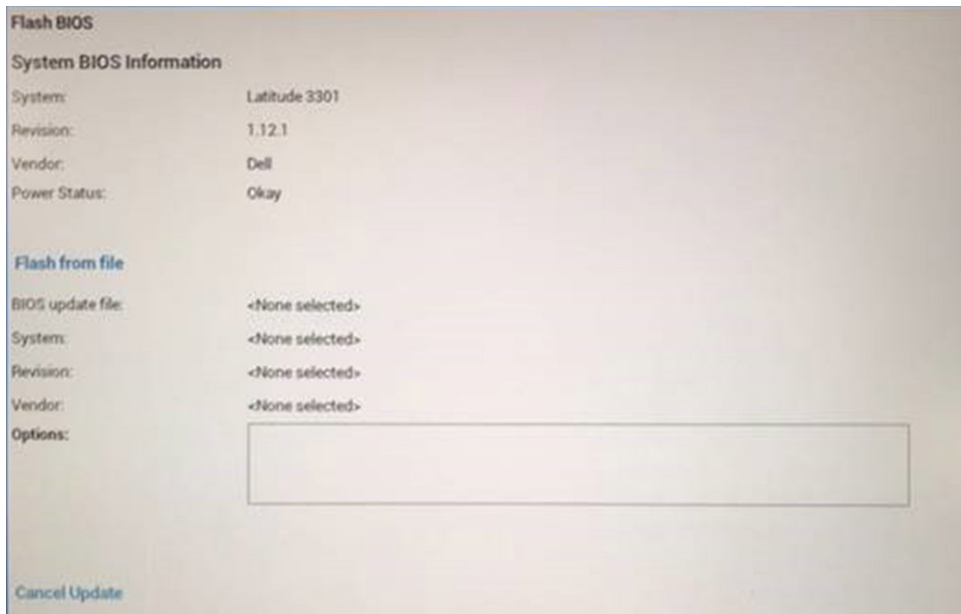 Flash BIOS
System BIOS Information
System: Latitude 3301
Revision: 1.12.1
Vendor: Dell
Power Status: Okay
Flash from file
BIOS update file: <None selected>
System: <None selected>
Revision: <None selected>
Vendor: <None selected>
Options:
Cancel Update